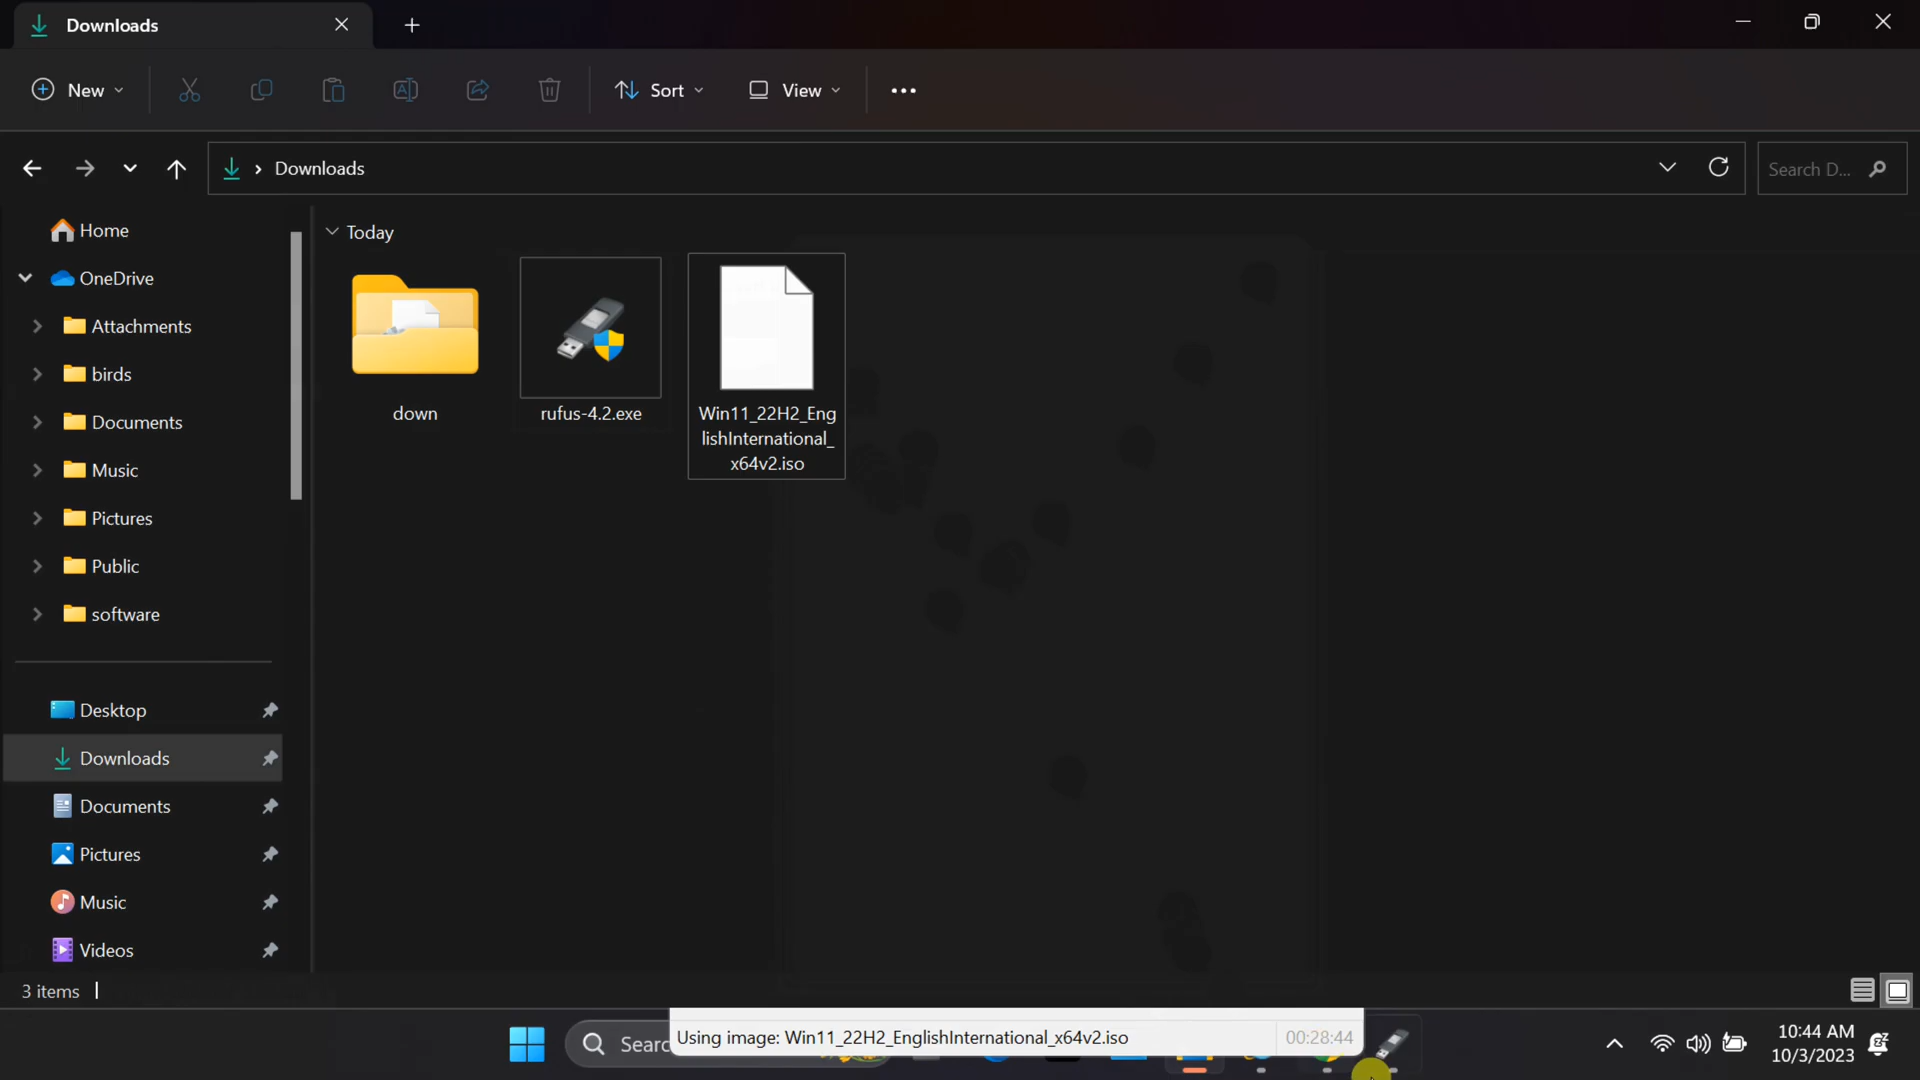 Downloads
New
Sort
View
Downloads
Search D...
Home
OneDrive
Attachments
birds
Documents
Music
Pictures
Public
software
Desktop
Downloads
Documents
Pictures
Music
Videos
Today
down
rufus-4.2.exe
Win11_22H2_Eng
lishInternational_
x64v2.iso
3 items
Searc
Using image: Win11_22H2_EnglishInternational_x64v2.iso
00:28:44
10:44 AM
10/3/2023